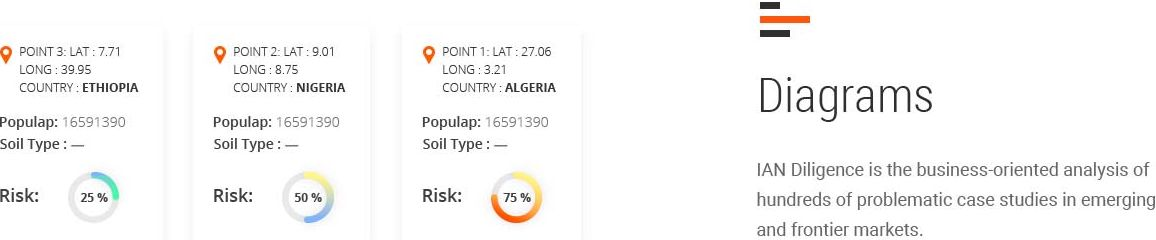 POINT 3: LAT : 7.71
LONG : 39.95
COUNTRY : ETHIOPIA
Populap: 16591390
Soil Type : —
Risk:
25 %
POINT 2: LAT : 9.01
LONG : 8.75
COUNTRY : NIGERIA
Populap: 16591390
Soil Type : —
Risk:
50 %
POINT 1: LAT : 27.06
LONG : 3.21
COUNTRY : ALGERIA
Populap: 16591390
Soil Type : —
Risk:
75 %
Diagrams
IAN Diligence is the business-oriented analysis of
hundreds of problematic case studies in emerging
and frontier markets.